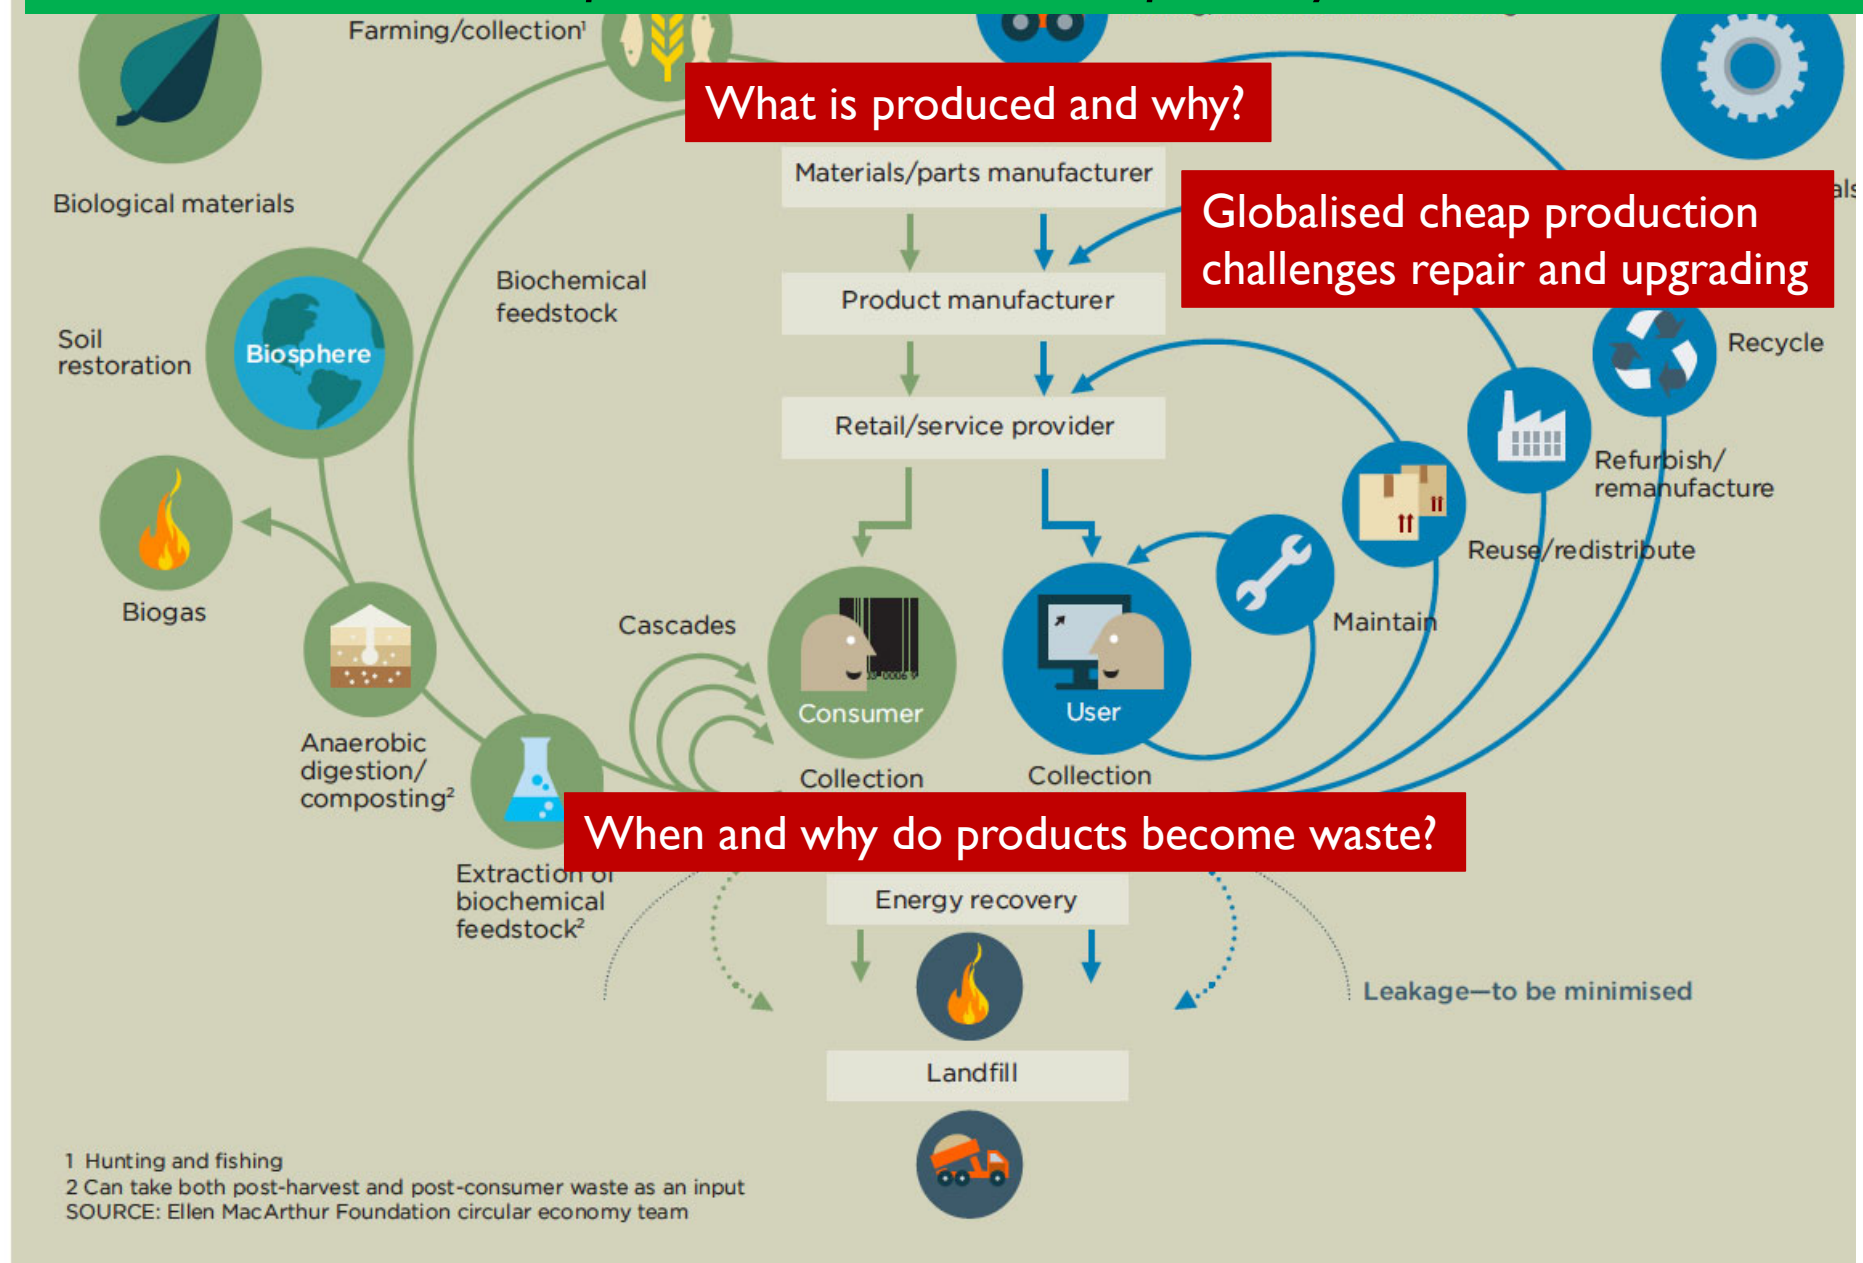 Farming/collection¹
What is produced and why?
Materials/parts manufacturer
Biological materials
Globalised cheap production
challenges repair and upgrading
Biochemical
feedstock
Product manufacturer
Soil
restoration
Biosphere
Recycle
Retail/service provider
Refurbish/
remanufacture
Reuse/redistribute
Biogas
Cascades
Maintain
Consumer
User
Anaerobic
digestion/
composting²
Collection
Collection
When and why do products become waste?
Extraction of
biochemical
feedstock²
Energy recovery
Leakage—to be minimised
Landfill
1 Hunting and fishing
2 Can take both post-harvest and post-consumer waste as an input
SOURCE: Ellen MacArthur Foundation circular economy team